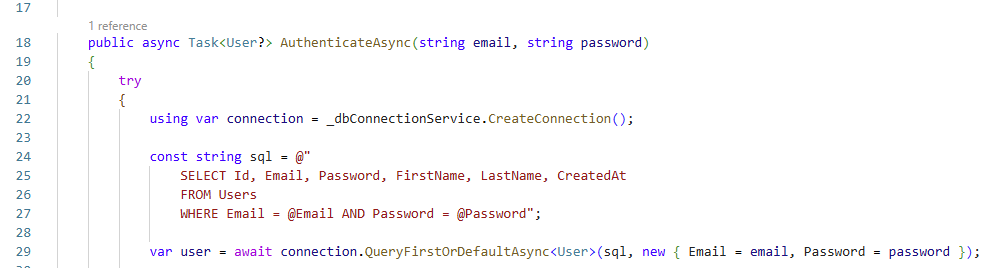 17
1 reference
18 public async Task<User?> AuthenticateAsync(string email, string password)
19 {
20 try
21 {
22 using var connection = _dbConnectionService.CreateConnection();
23
24 const string sql = @"
25 SELECT Id, Email, Password, FirstName, LastName, CreatedAt
26 FROM Users
27 WHERE Email = @Email AND Password = @Password";
28
29 var user = await connection.QueryFirstOrDefaultAsync<User>(sql, new { Email = email, Password = password });